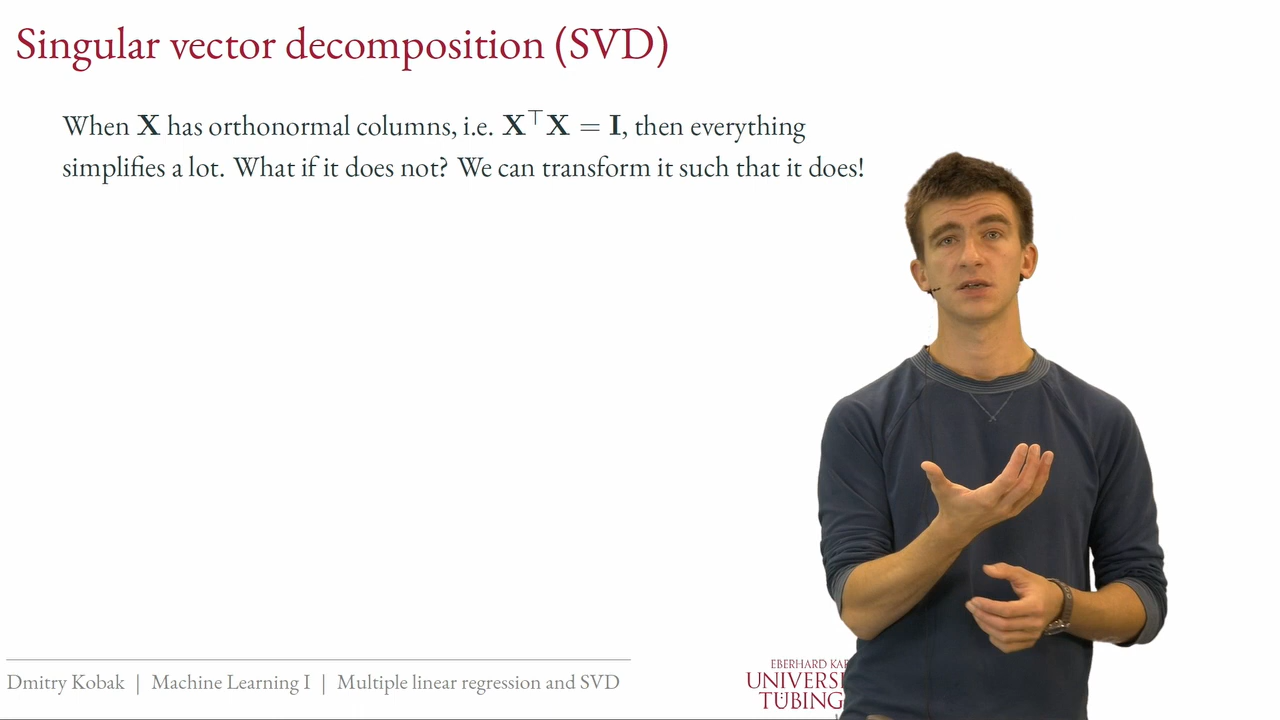 Singular vector decomposition (SVD)
When X has orthonormal columns, i.e. X⊤X = I, then everything
simplifies a lot. What if it does not? We can transform it such that it does!
Dmitry Kobak | Machine Learning I | Multiple linear regression and SVD
EBERHARD KAR
UNIVERSI
TÜBING